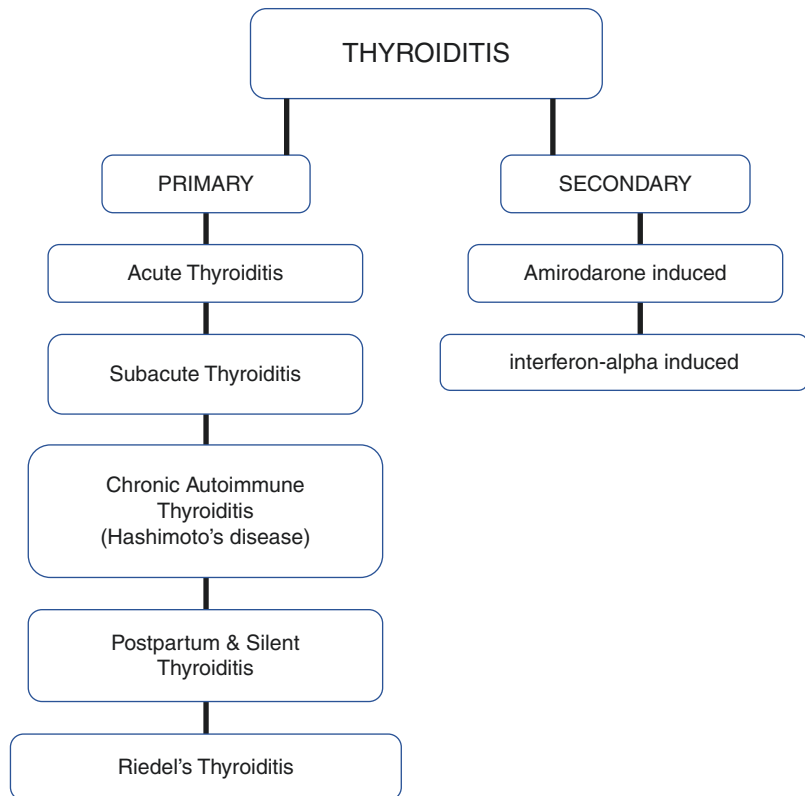 THYROIDITIS
PRIMARY
SECONDARY
Acute Thyroiditis
Amirodarone induced
Subacute Thyroiditis
interferon-alpha induced
Chronic Autoimmune
Thyroiditis
(Hashimoto's disease)
Postpartum & Silent
Thyroiditis
Riedel's Thyroiditis